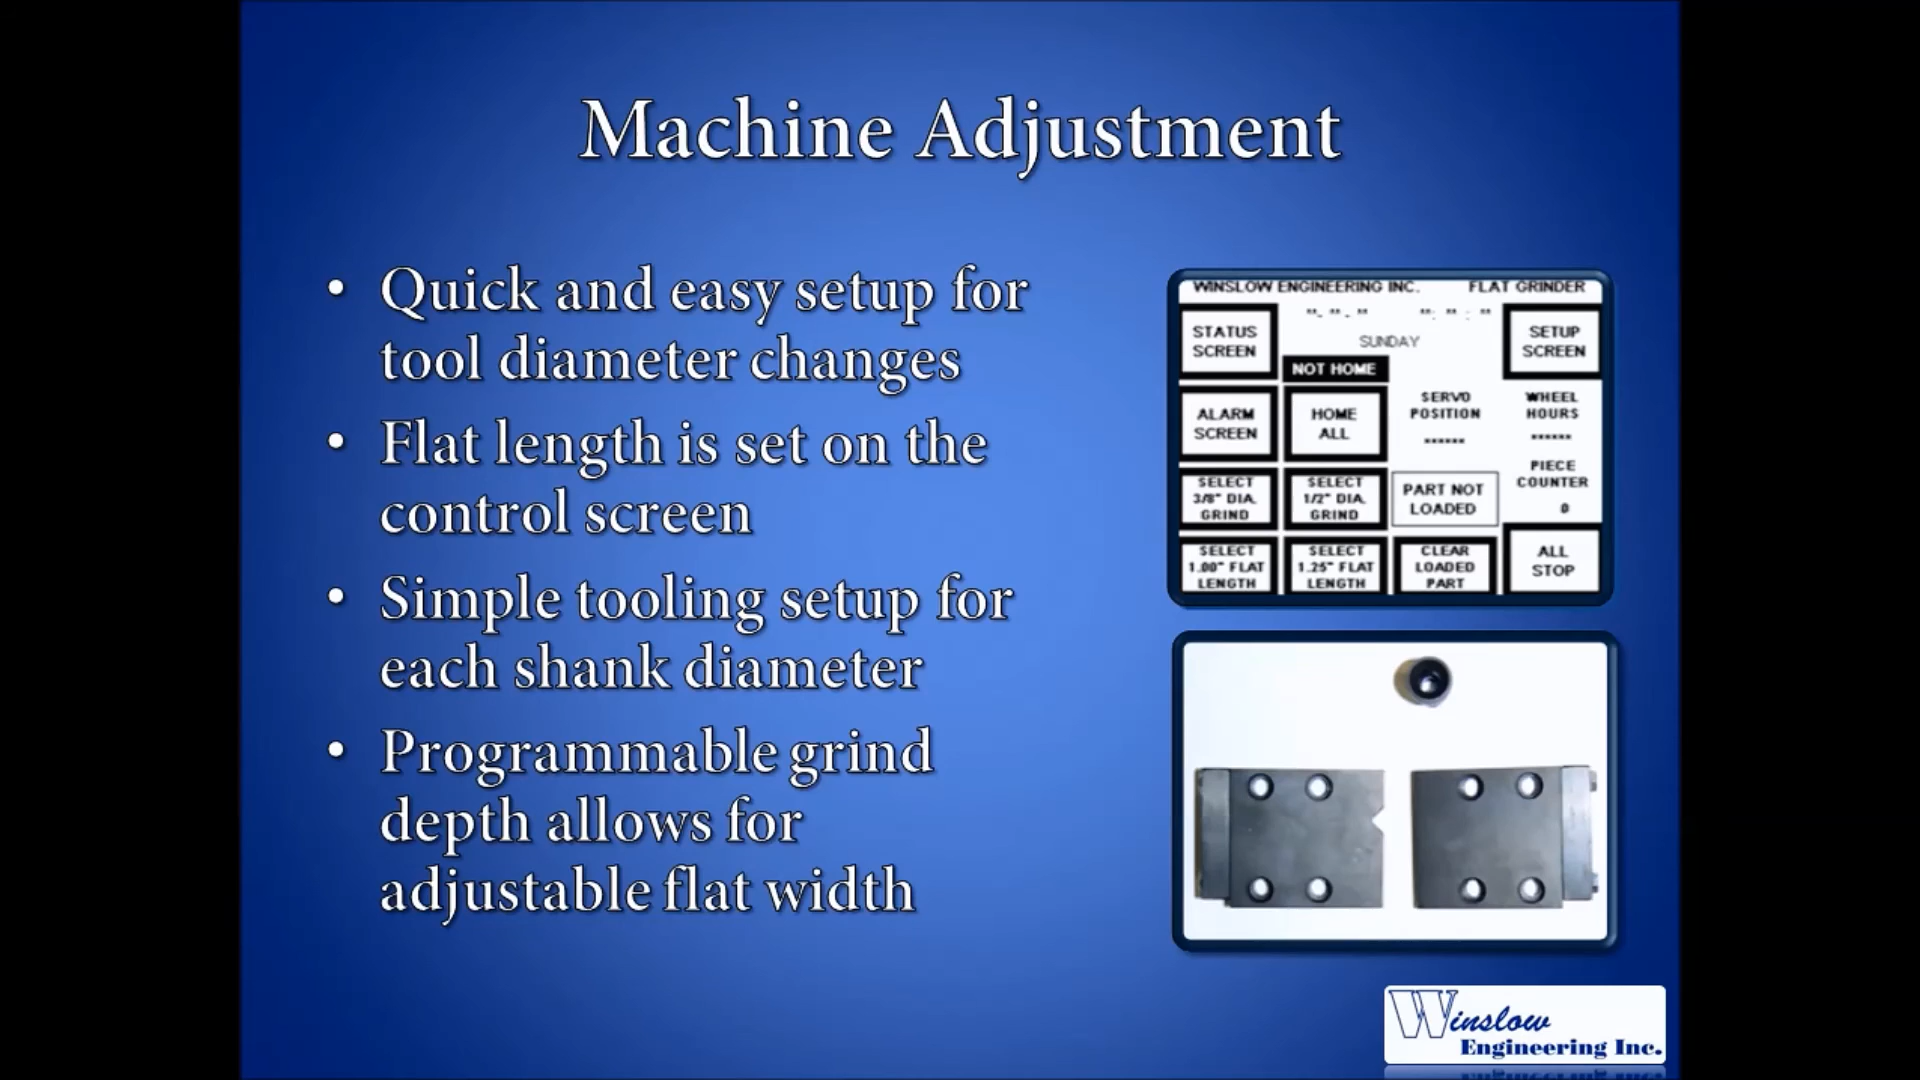 Machine Adjustment
• Quick and easy setup for
tool diameter changes
• Flat length is set on the
control screen
• Simple tooling setup for
each shank diameter
• Programmable grind
depth allows for
adjustable flat width
WINSLOW ENGINEERING INC. FLAT GRINDER
SUNDAY
STATUS
SCREEN
SETUP
SCREEN
NOT HOME
ALARM
SCREEN
HOME
ALL
SERVO
POSITION
******
WHEEL
HOURS
******
PIECE
COUNTER
0
SELECT
3/8" DIA.
GRIND
SELECT
1/2" DIA.
GRIND
PART NOT
LOADED
SELECT
1.00" FLAT
LENGTH
SELECT
1.25" FLAT
LENGTH
CLEAR
LOADED
PART
ALL
STOP
Winslow
Engineering Inc.